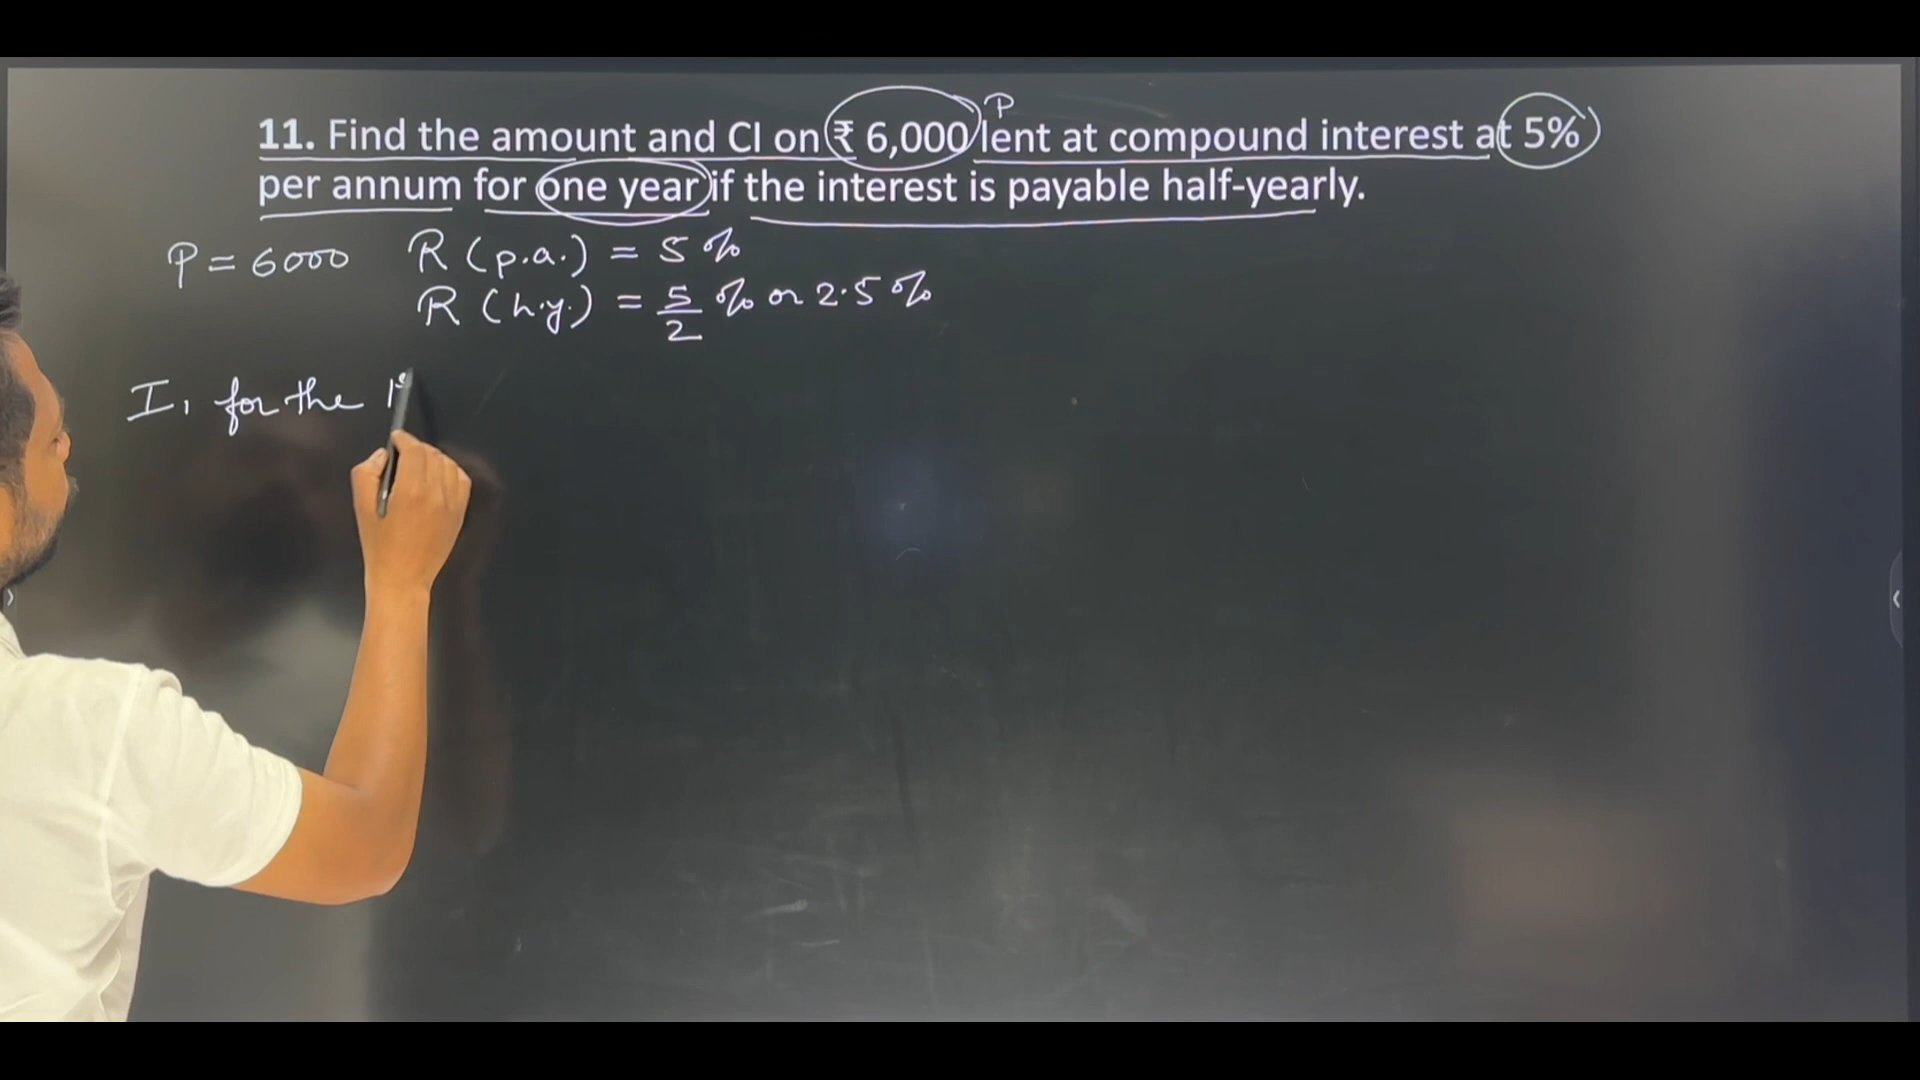 11. Find the amount and CI on ₹ 6,000 lent at compound interest at 5%
P
per annum for one year if the interest is payable half-yearly.
P = 6000 R (p.a.) = 5 %
R (h.y.) = 5/2 % or 2.5 %
I₁ for the 1s